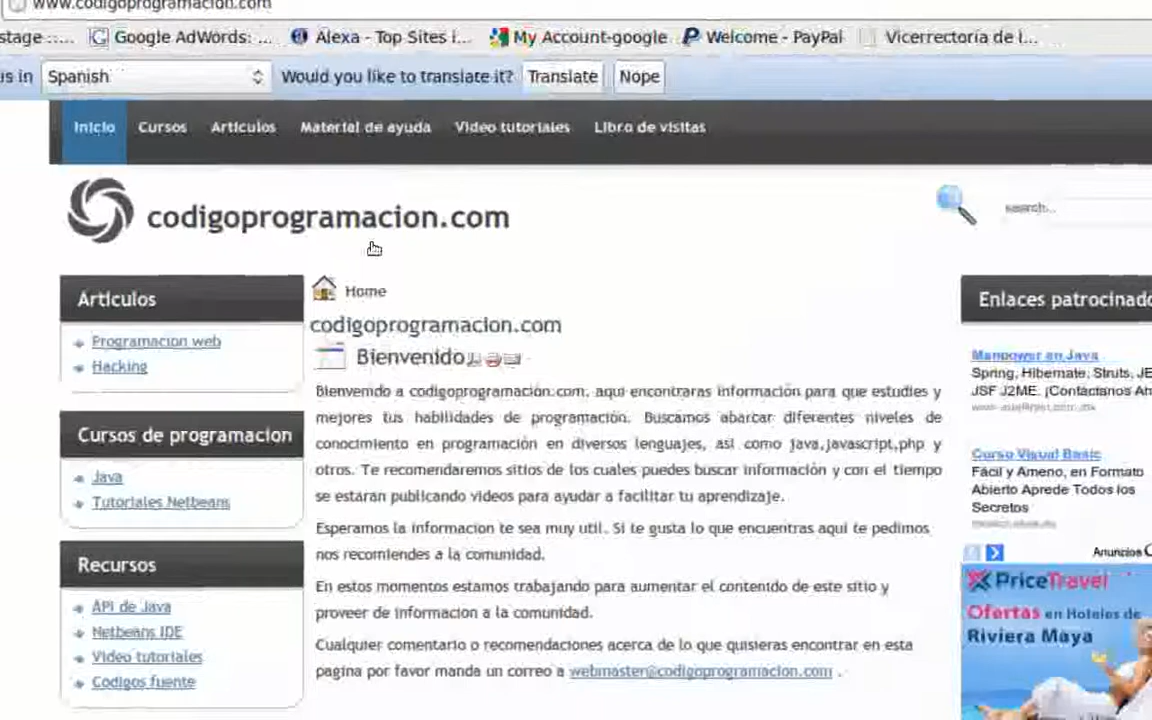 www.codigoprogramacion.com
stage ::... Google AdWords: ... Alexa - Top Sites i... My Account-google Welcome - PayPal Vicerrectoría de I...
is in Spanish Would you like to translate it? Translate Nope
Inicio Cursos Articulos Material de ayuda Video tutoriales Libro de visitas
codigoprogramacion.com
search...
Articulos
Programacion web
Hacking
Cursos de programacion
Java
Tutoriales Netbeans
Recursos
API de Java
Netbeans IDE
Video tutoriales
Codigos fuente
Home
codigoprogramacion.com
Bienvenido
Bienvenido a codigoprogramacion.com, aqui encontraras información para que estudies y
mejores tus habilidades de programación. Buscamos abarcar diferentes niveles de
conocimiento en programación en diversos lenguajes, asi como java,javascript,php y
otros. Te recomendaremos sitios de los cuales puedes buscar información y con el tiempo
se estaran publicando videos para ayudar a facilitar tu aprendizaje.
Esperamos la informacion te sea muy util. Si te gusta lo que encuentras aqui te pedimos
nos recomiendes a la comunidad.
En estos momentos estamos trabajando para aumentar el contenido de este sitio y
proveer de informacion a la comunidad.
Cualquier comentario o recomendaciones acerca de lo que quisieras encontrar en esta
pagina por favor manda un correo a webmaster@codigoprogramacion.com .
Enlaces patrocinado
Manpower en Java
Spring, Hibernate, Struts, JE
JSF J2ME. ¡Contáctanos Ah
Curso Visual Basic
Fácil y Ameno, en Formato
Abierto Aprede Todos los
Secretos
Anuncios
PriceTravel
Ofertas en Hoteles de
Riviera Maya